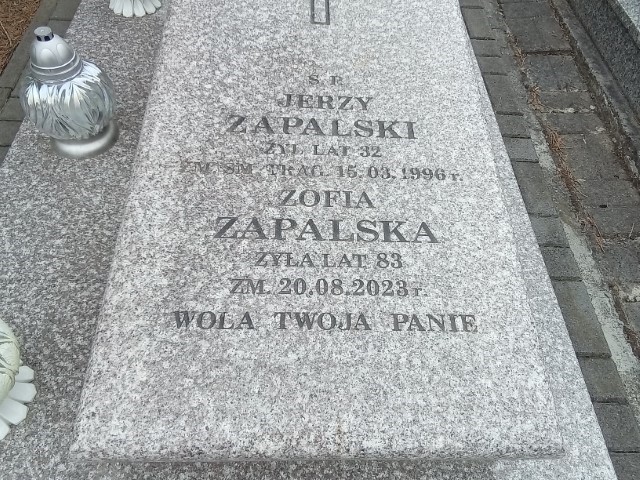 Ś. P.
JERZY
ZAPALSKI
ŻYŁ LAT 32
ZM. ŚM. TRAG. 15.03.1996 r.
ZOFIA
ZAPALSKA
ŻYŁA LAT 83
ZM. 20.08.2023 r.
WOLA TWOJA PANIE